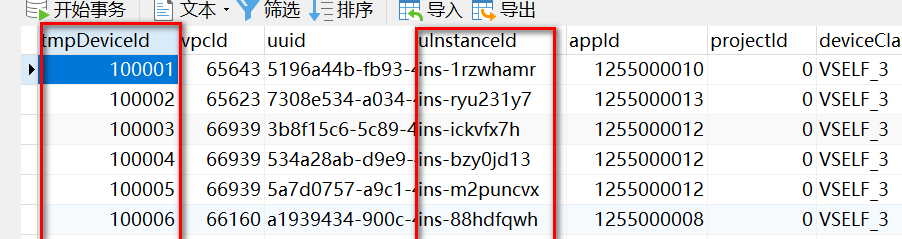 开始事务 文本 筛选 排序 导入 导出
tmpDeviceId vpcId uuid uInstanceId appId projectId deviceCla
100001 65643 5196a44b-fb93-4 ins-1rzwhamr 1255000010 0 VSELF_3
100002 65623 7308e534-a034- ins-ryu231y7 1255000013 0 VSELF_3
100003 66939 3b8f15c6-5c89-4 ins-ickvfx7h 1255000012 0 VSELF_3
100004 66939 534a28ab-d9e9- ins-bzy0jd13 1255000012 0 VSELF_3
100005 66939 5a7d0757-a9c1-4 ins-m2puncvx 1255000012 0 VSELF_3
100006 66160 a1939434-900c-4 ins-88hdfqwh 1255000008 0 VSELF_3